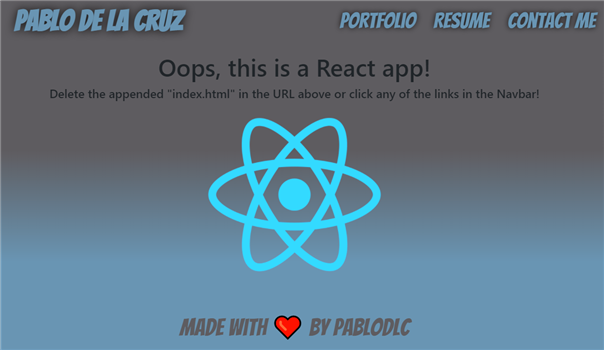 PABLO DE LA CRUZ
PORTFOLIO RESUME CONTACT ME
Oops, this is a React app!
Delete the appended "index.html" in the URL above or click any of the links in the Navbar!
MADE WITH ❤️ BY PABLODLC